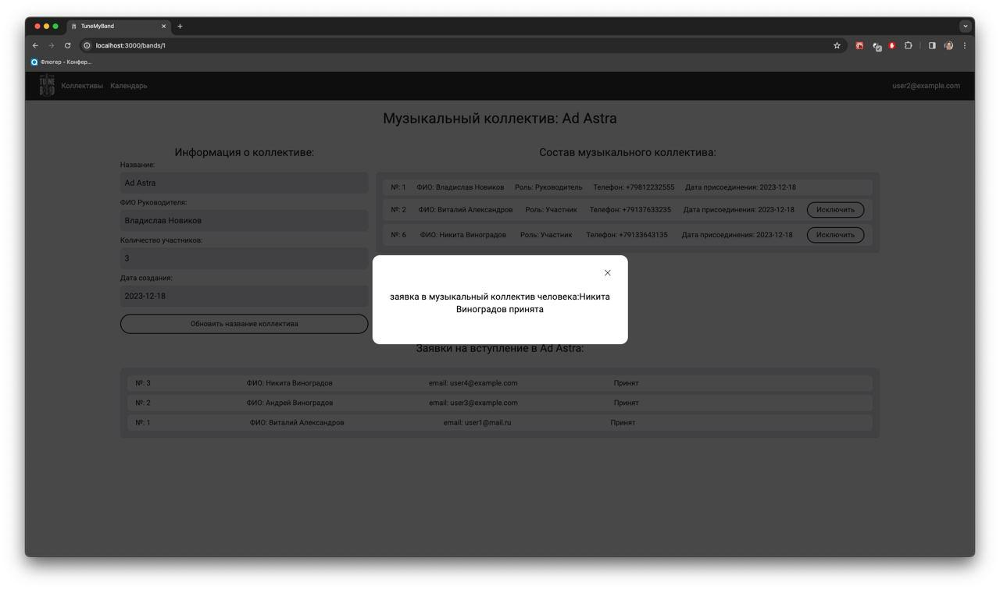 TuneMyBand
localhost:3000/bands/1
Флюгер - Конфер...
TUNE
BAND
Коллективы Календарь user2@example.com
Музыкальный коллектив: Ad Astra
Информация о коллективе:
Название:
Ad Astra
ФИО Руководителя:
Владислав Новиков
Количество участников:
3
Дата создания:
2023-12-18
Обновить название коллектива
Состав музыкального коллектива:
№: 1 ФИО: Владислав Новиков Роль: Руководитель Телефон: +79812232555 Дата присоединения: 2023-12-18
№: 2 ФИО: Виталий Александров Роль: Участник Телефон: +79137633235 Дата присоединения: 2023-12-18 Исключить
№: 6 ФИО: Никита Виноградов Роль: Участник Телефон: +79133643135 Дата присоединения: 2023-12-18 Исключить
заявка в музыкальный коллектив человека:Никита
Виноградов принята
Заявки на вступление в Ad Astra:
№: 3 ФИО: Никита Виноградов email: user4@example.com Принят
№: 2 ФИО: Андрей Виноградов email: user3@example.com Принят
№: 1 ФИО: Виталий Александров email: user1@mail.ru Принят